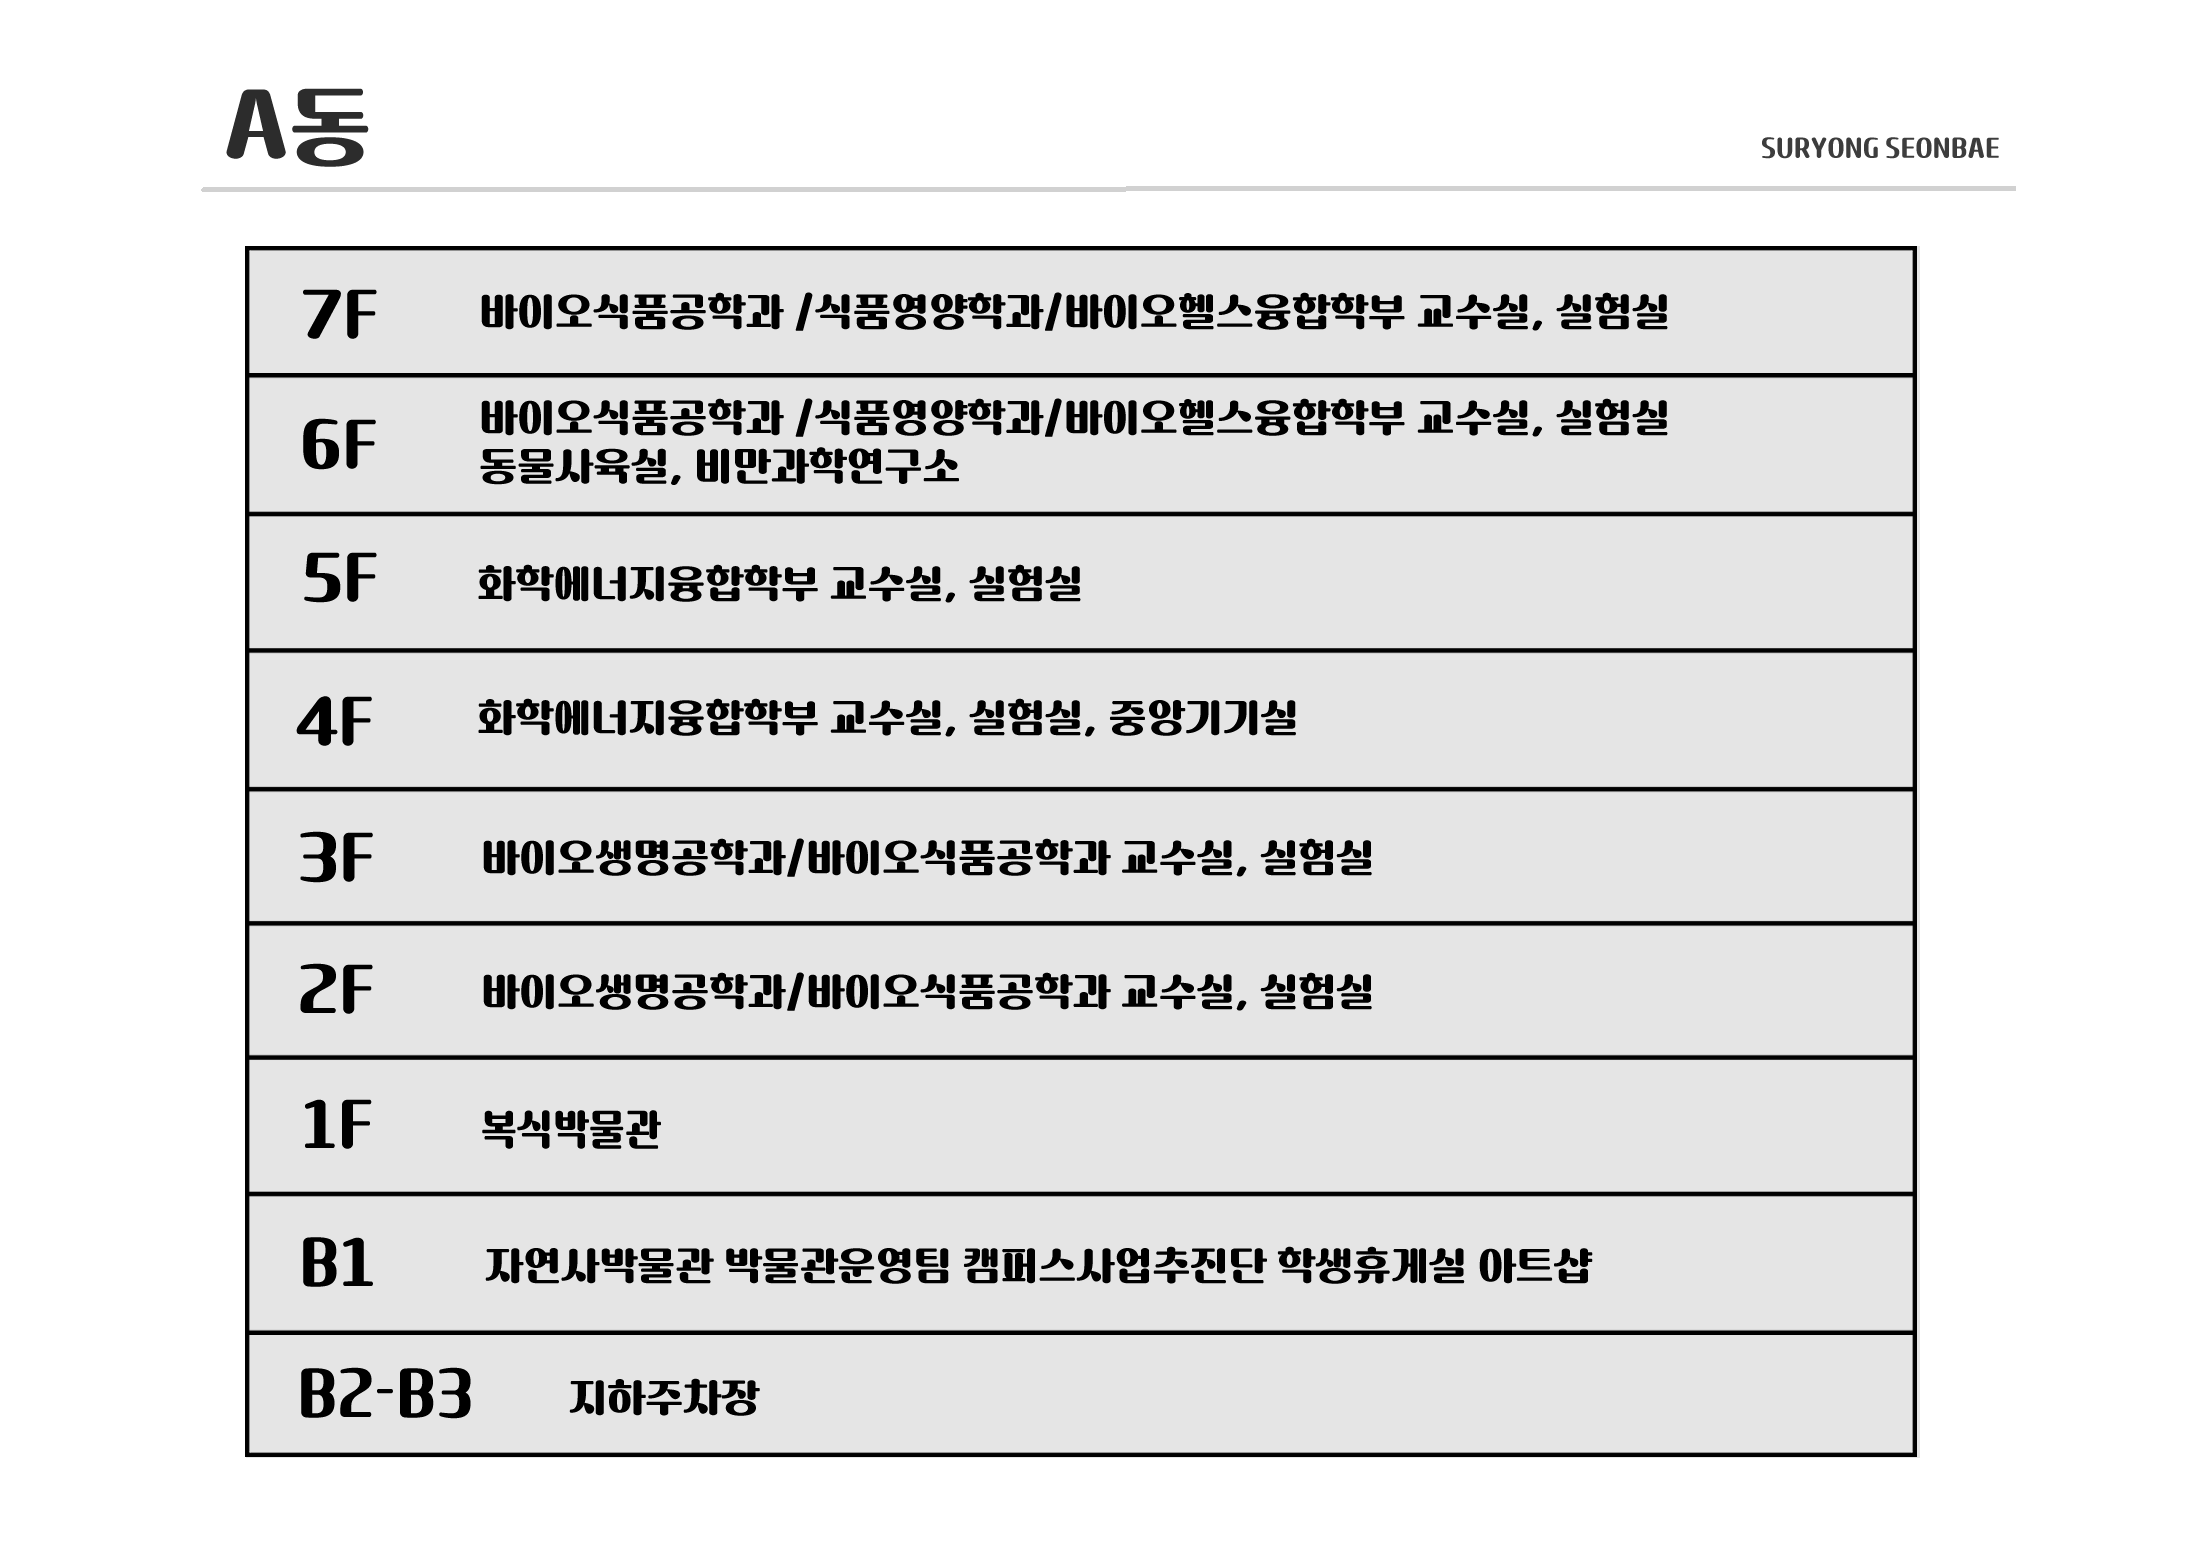 A동
SURYONG SEONBAE
7F 바이오식품공학과 /식품영양학과/바이오헬스융합학부 교수실, 실험실
6F 바이오식품공학과 /식품영양학과/바이오헬스융합학부 교수실, 실험실
동물사육실, 비만과학연구소
5F 화학에너지융합학부 교수실, 실험실
4F 화학에너지융합학부 교수실, 실험실, 중앙기기실
3F 바이오생명공학과/바이오식품공학과 교수실, 실험실
2F 바이오생명공학과/바이오식품공학과 교수실, 실험실
1F 복식박물관
B1 자연사박물관 박물관운영팀 캠퍼스사업추진단 학생휴게실 아트샵
B2-B3 지하주차장